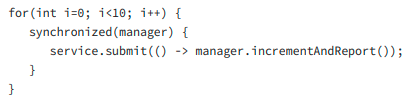 for(int i=0; i<10; i++) {
   synchronized(manager) {
      service.submit(() -> manager.incrementAndReport());
   }
}